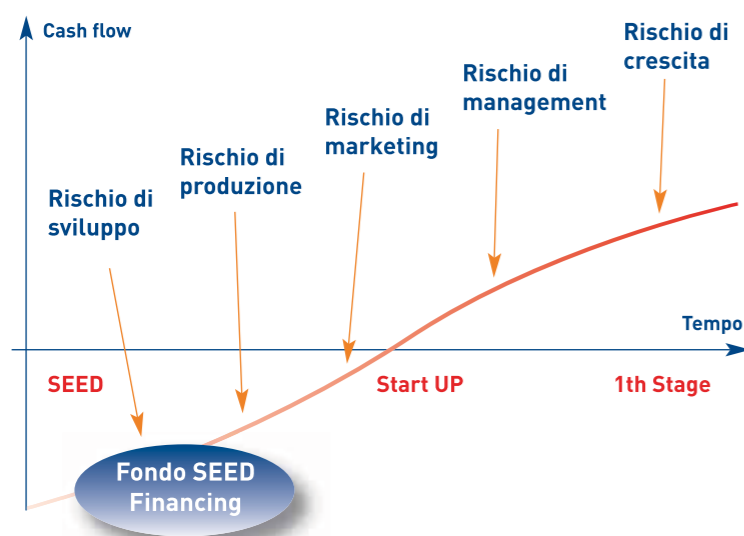 Cash flow
Rischio di
crescita
Rischio di
management
Rischio di
marketing
Rischio di
produzione
Rischio di
sviluppo
Tempo
SEED
Start UP
1th Stage
Fondo SEED
Financing